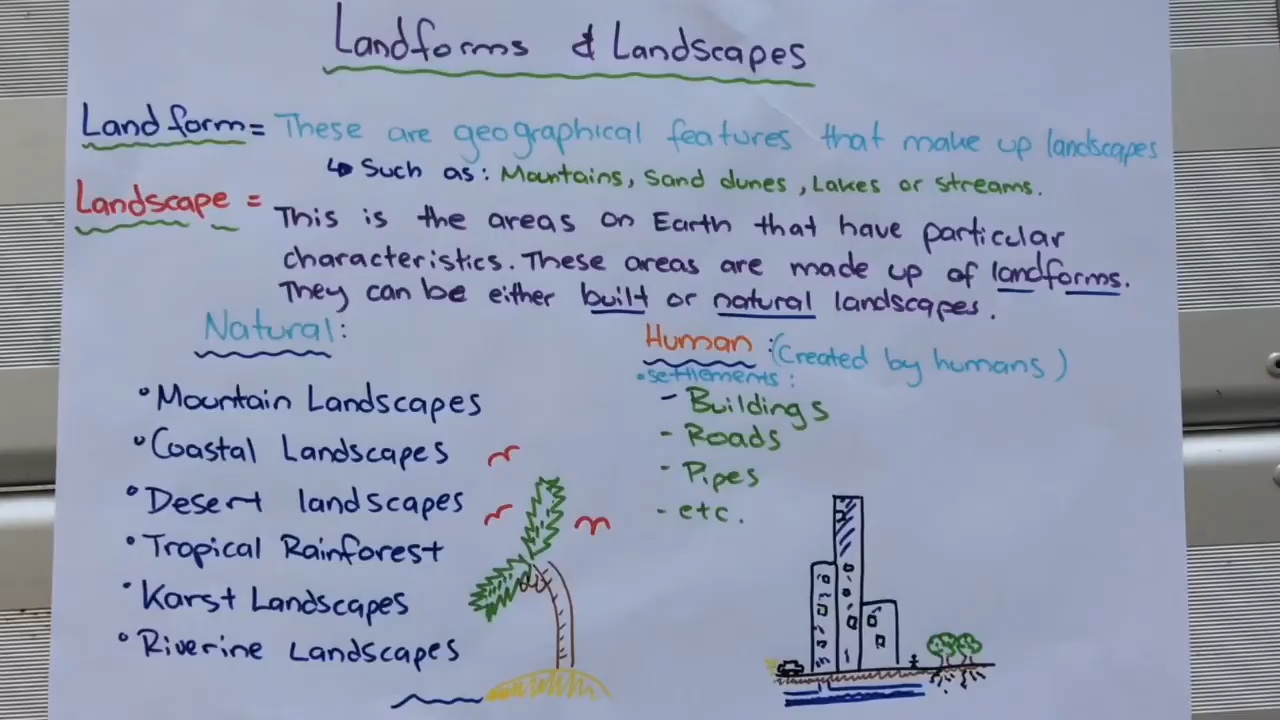 Landforms & Landscapes
Landform = These are geographical features that make up landscapes
↳ Such as: Mountains, Sand dunes, Lakes or streams.
Landscape = This is the areas on Earth that have particular
characteristics. These areas are made up of landforms.
They can be either built or natural landscapes.
Natural:
• Mountain Landscapes
• Coastal Landscapes
• Desert landscapes
• Tropical Rainforest
• Karst Landscapes
• Riverine Landscapes
Human: (Created by humans)
• settlements:
- Buildings
- Roads
- Pipes
- etc.